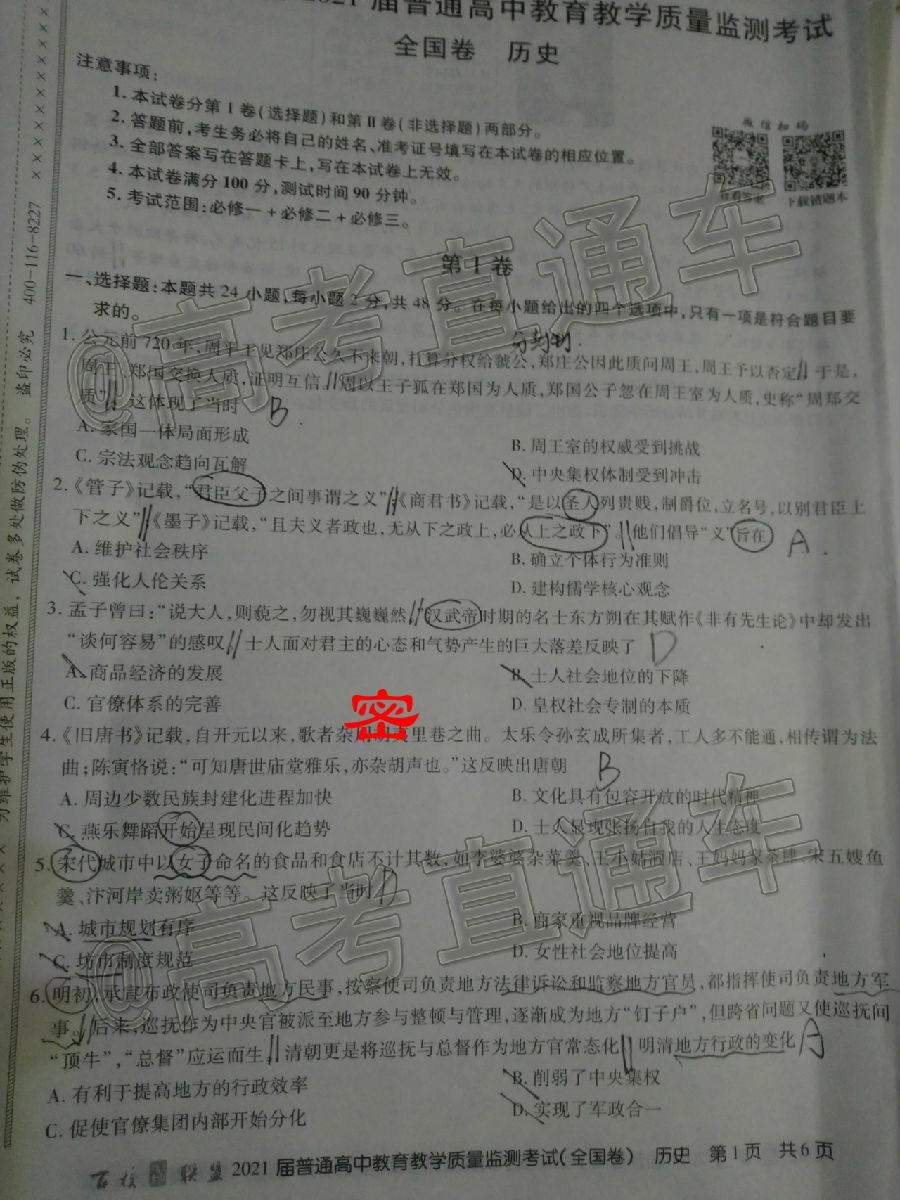 2021届普通高中教育教学质量监测考试
全国卷 历史
注意事项：
微信扫码
1.本试卷分第Ⅰ卷(选择题)和第Ⅱ卷(非选择题)两部分。
2.答题前,考生务必将自己的姓名、准考证号填写在本试卷的相应位置。
3.全部答案写在答题卡上,写在本试卷上无效。
4.本试卷满分100分,测试时间90分钟。
5.考试范围:必修一+必修二+必修三。
查看答案 下载错题本
第Ⅰ卷
一、选择题:本题共24小题,每小题2分,共48分。在每小题给出的四个选项中,只有一项是符合题目要
求的。
分封制
1.公元前720年,周平王见郑庄公久不来朝,打算分权给虢公,郑庄公因此质问周王,周王予以否定。于是,
周王、郑国交换人质,证明互信,周以王子狐在郑国为人质,郑国公子忽在周王室为人质,史称“周郑交
质”。这体现了当时 B
A.家国一体局面形成
B.周王室的权威受到挑战
C.宗法观念趋向瓦解
D.中央集权体制受到冲击
2.《管子》记载,“君臣父子之间事谓之义”;《商君书》记载,“是以圣人列贵贱,制爵位,立名号,以别君臣上
下之义”;《墨子》记载,“且夫义者政也,无从下之政上,必从上之政下”。他们倡导“义”旨在 A
A.维护社会秩序
B.确立个体行为准则
C.强化人伦关系
D.建构儒学核心观念
3.孟子曾曰:“说大人,则藐之,勿视其巍巍然”,汉武帝时期的名士东方朔在其赋作《非有先生论》中却发出
“谈何容易”的感叹。士人面对君主的心态和气势产生的巨大落差反映了 D
A.商品经济的发展
B.士人社会地位的下降
C.官僚体系的完善
D.皇权社会专制的本质
密
4.《旧唐书》记载,自开元以来,歌者杂用胡夷里巷之曲。太乐令孙玄成所集者,工人多不能通,相传谓为法
曲;陈寅恪说:“可知唐世庙堂雅乐,亦杂胡声也。”这反映出唐朝 B
A.周边少数民族封建化进程加快
B.文化具有包容开放的时代精神
C.燕乐舞蹈开始呈现民间化趋势
D.士人展现张扬自我的人生态度
5.宋代城市中以女子命名的食品和食店不计其数,如李婆婆杂菜羹、王小姑酒店、王妈妈家茶肆、宋五嫂鱼
羹、汴河岸卖粥妪等等。这反映了当时 D
A.城市规划有序
B.商家重视品牌经营
C.坊市制度规范
D.女性社会地位提高
6.明初,承宣布政使司负责地方民事,按察使司负责地方法律诉讼和监察地方官员,都指挥使司负责地方军
事。后来,巡抚作为中央官被派至地方参与整顿与管理,逐渐成为地方“钉子户”,但跨省问题又使巡抚间
“顶牛”,“总督”应运而生。清朝更是将巡抚与总督作为地方官常态化。明清地方行政的变化 A
A.有利于提高地方的行政效率
B.削弱了中央集权
C.促使官僚集团内部开始分化
D.实现了军政合一
百校联盟 2021届普通高中教育教学质量监测考试(全国卷) 历史 第1页 共6页
为维护学生使用正版的权益,试卷多处做防伪处理。 盗印必究 400-116-8227
@高考直通车
@高考直通车